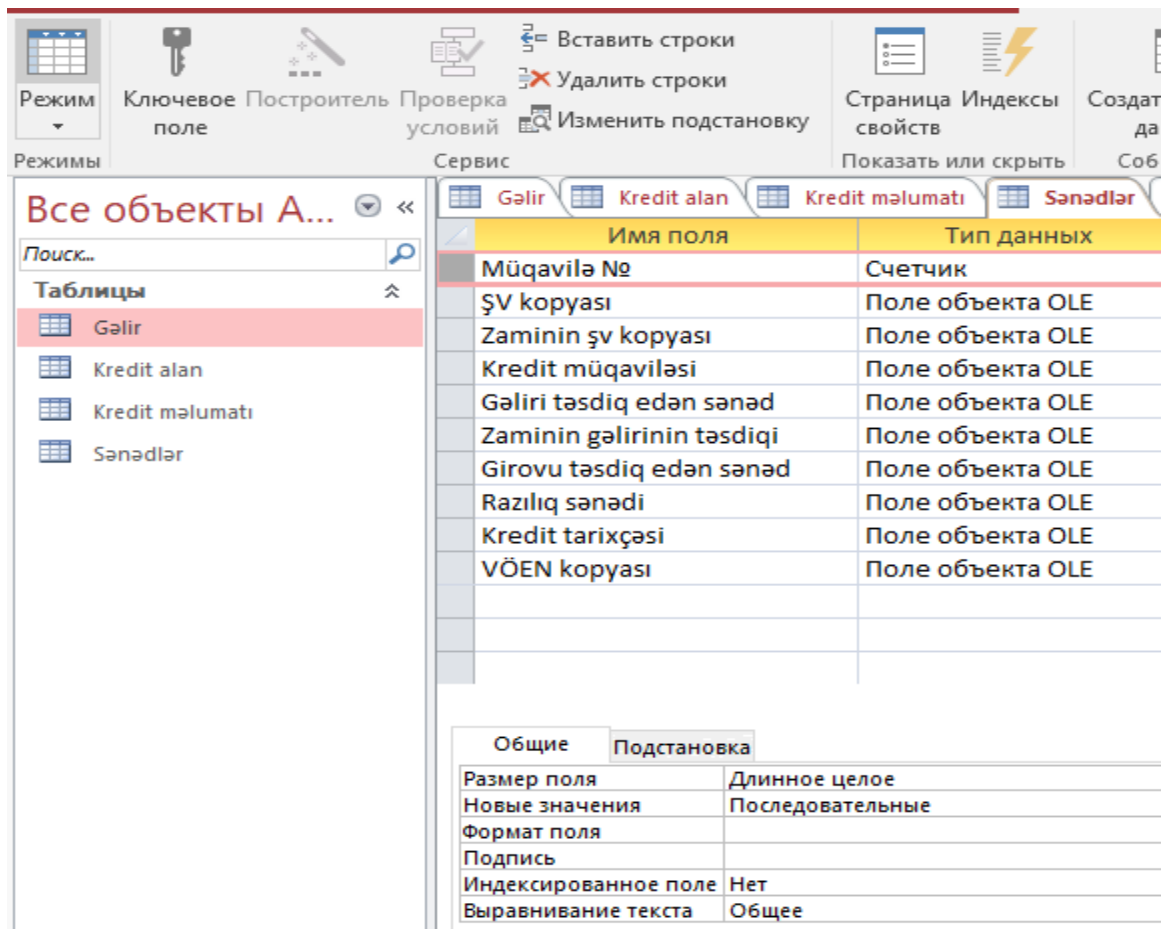 Вставить строки
Удалить строки
Изменить подстановку
Режим
Ключевое поле
Построитель
Проверка условий
Страница свойств
Индексы
Создат
да
Режимы
Сервис
Показать или скрыть
Соб
Все объекты A... «
Поиск...
Таблицы
Gəlir
Kredit alan
Kredit məlumatı
Sənədlər
Gəlir
Kredit alan
Kredit məlumatı
Sənədlər
Имя поля Тип данных
Müqavilə № Счетчик
ŞV kopyası Поле объекта OLE
Zaminin şv kopyası Поле объекта OLE
Kredit müqaviləsi Поле объекта OLE
Gəliri təsdiq edən sənəd Поле объекта OLE
Zaminin gəlirinin təsdiqi Поле объекта OLE
Girovu təsdiq edən sənəd Поле объекта OLE
Razılıq sənədi Поле объекта OLE
Kredit tarixçəsi Поле объекта OLE
VÖEN kopyası Поле объекта OLE
Общие Подстановка
Размер поля Длинное целое
Новые значения Последовательные
Формат поля
Подпись
Индексированное поле Нет
Выравнивание текста Общее